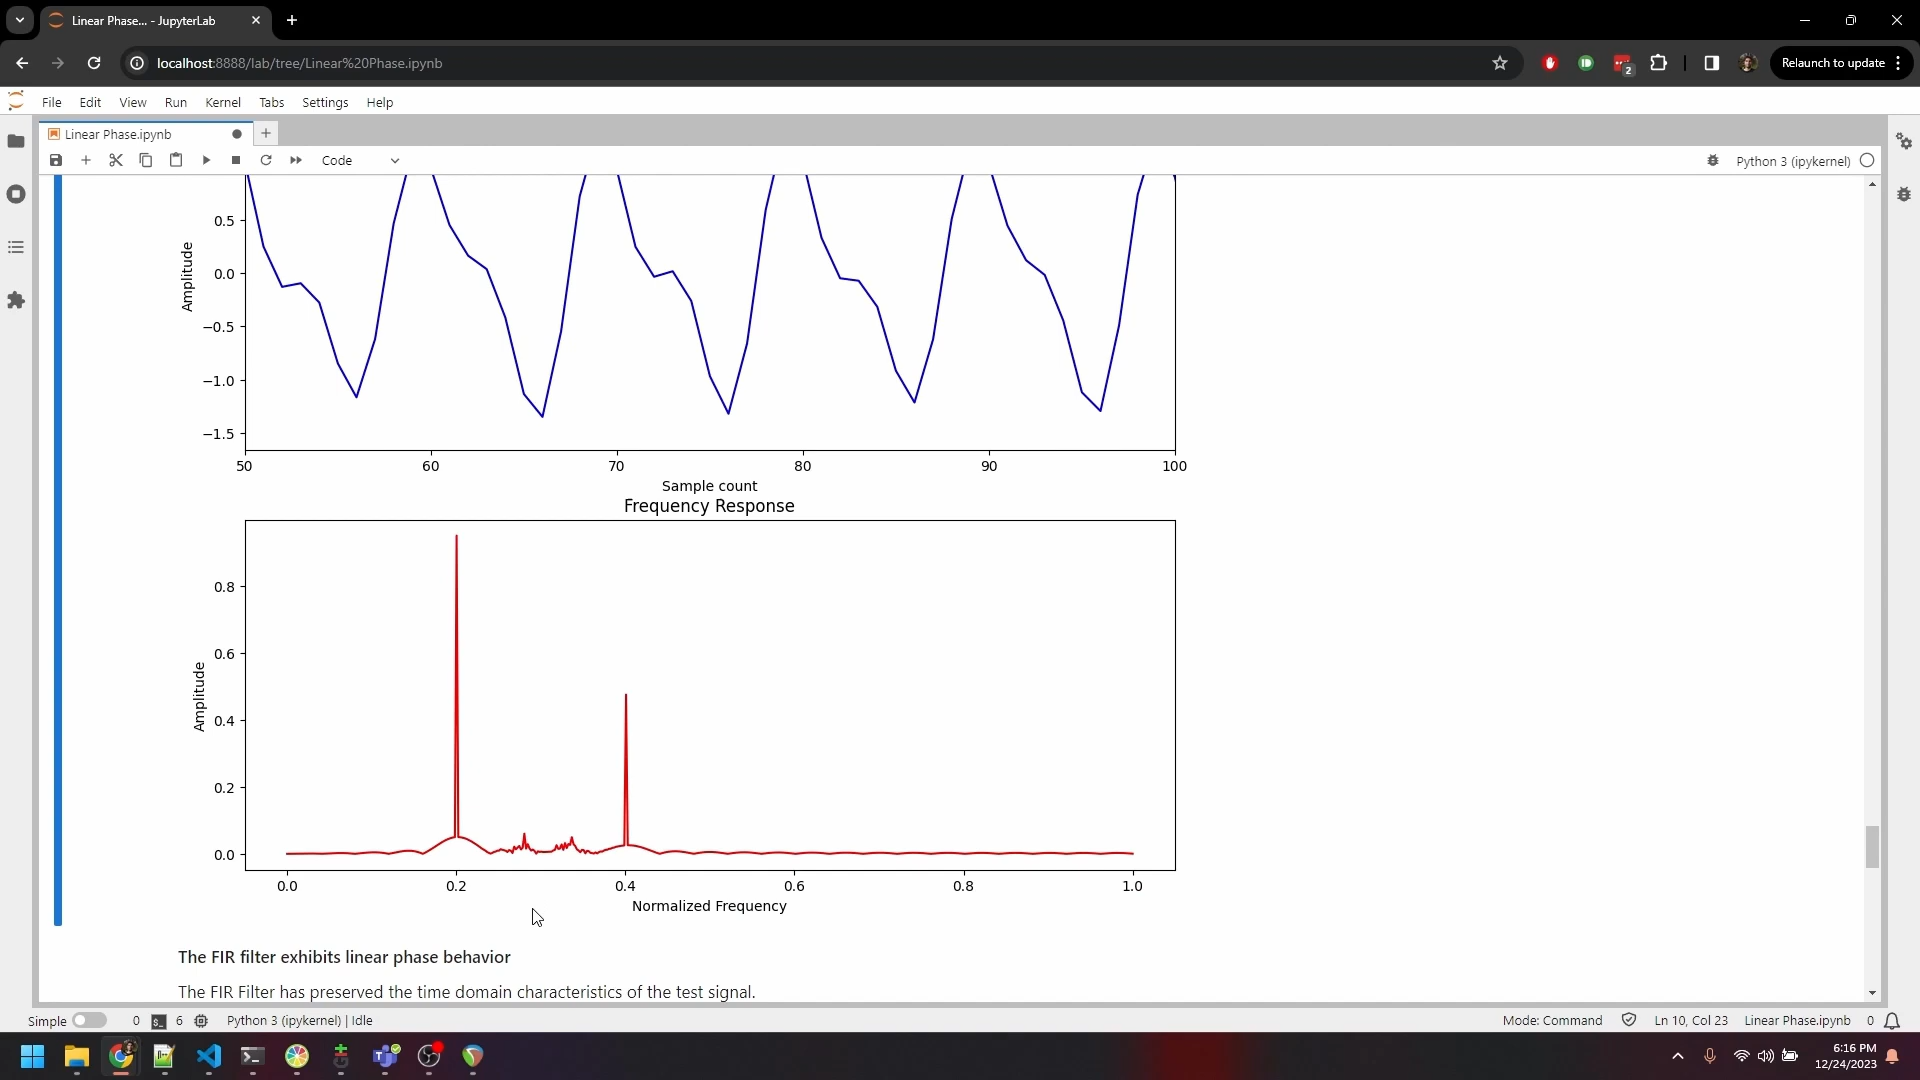 Linear Phase... - JupyterLab
localhost:8888/lab/tree/Linear%20Phase.ipynb
2
Relaunch to update
File Edit View Run Kernel Tabs Settings Help
Linear Phase.ipynb
Code
Python 3 (ipykernel)
0.5
0.0
−0.5
−1.0
−1.5
Amplitude
50 60 70 80 90 100
Sample count
Frequency Response
0.8
0.6
0.4
0.2
0.0
Amplitude
0.0 0.2 0.4 0.6 0.8 1.0
Normalized Frequency
The FIR filter exhibits linear phase behavior
The FIR Filter has preserved the time domain characteristics of the test signal.
Simple 0 6 Python 3 (ipykernel) | Idle
Mode: Command Ln 10, Col 23 Linear Phase.ipynb 0
6:16 PM
12/24/2023